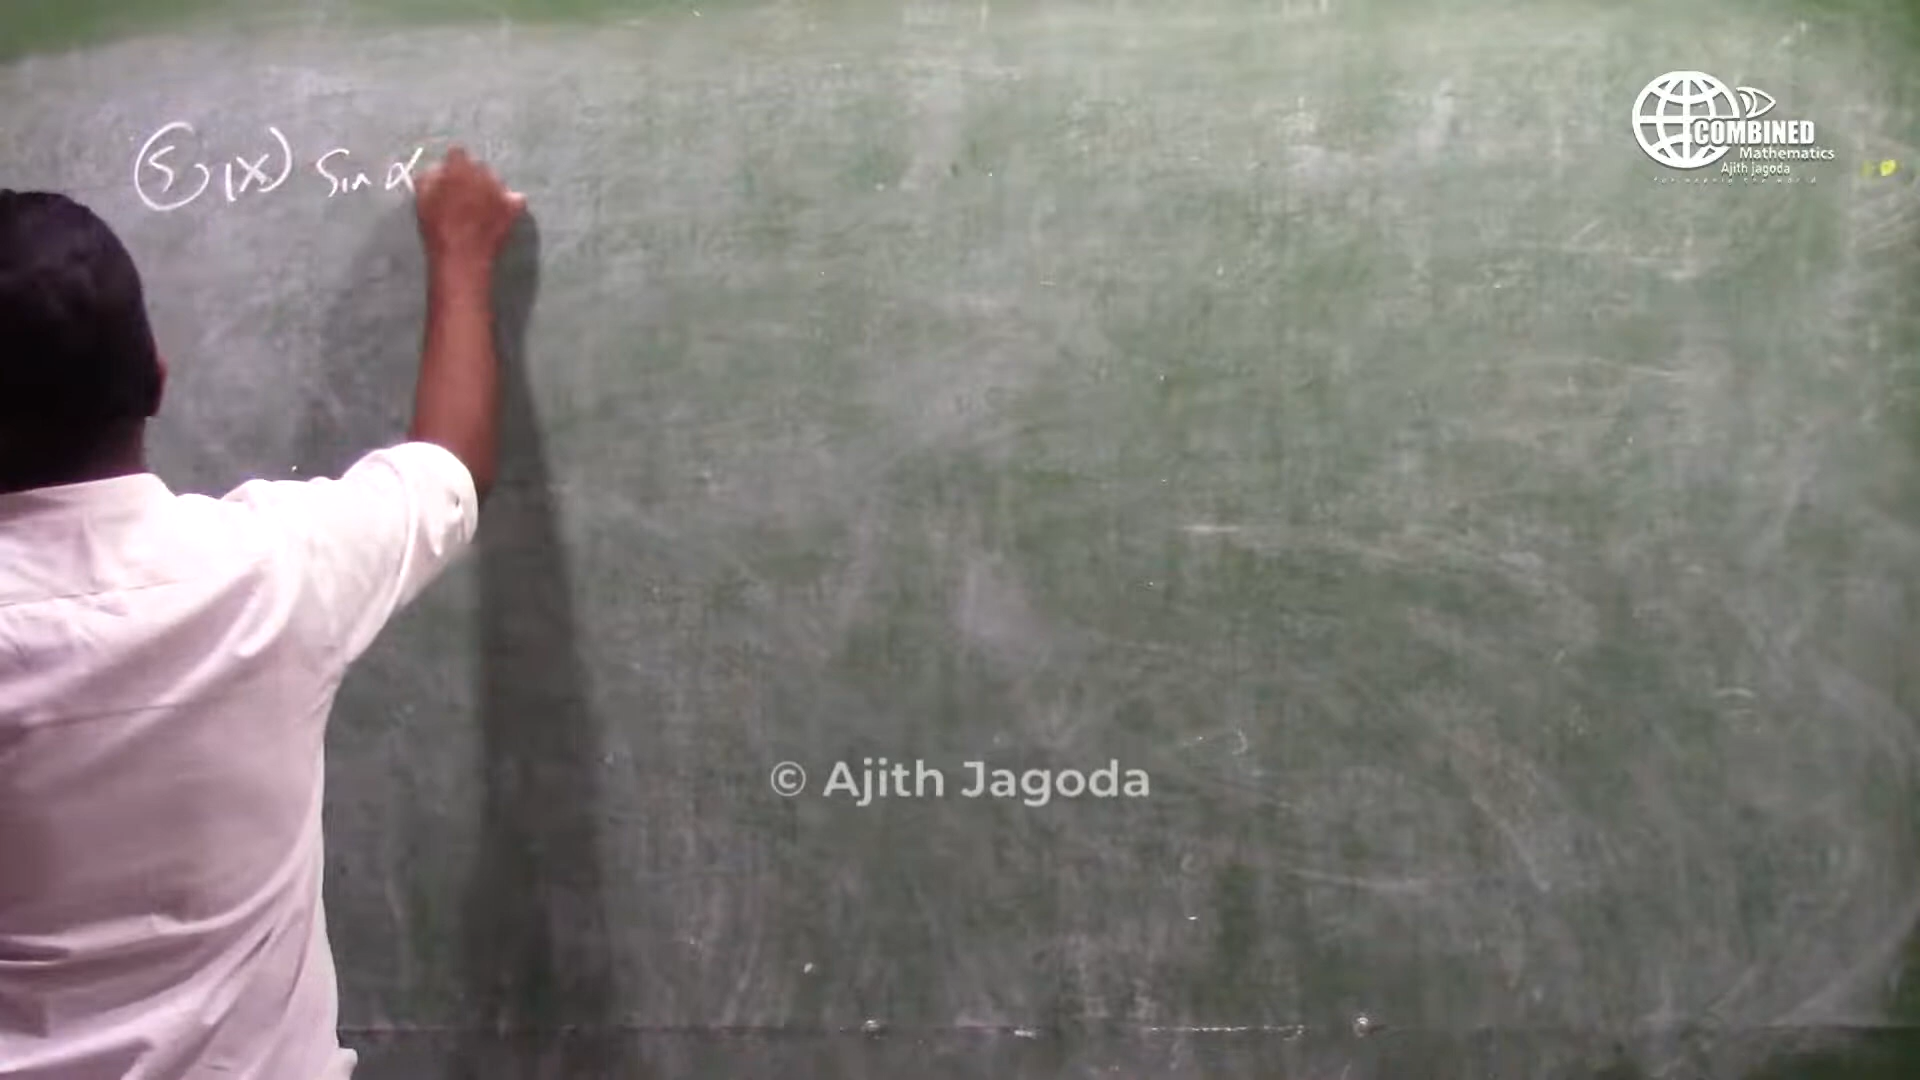 (5) (x) Sin α
COMBINED
Mathematics
Ajith jagoda
© Ajith Jagoda